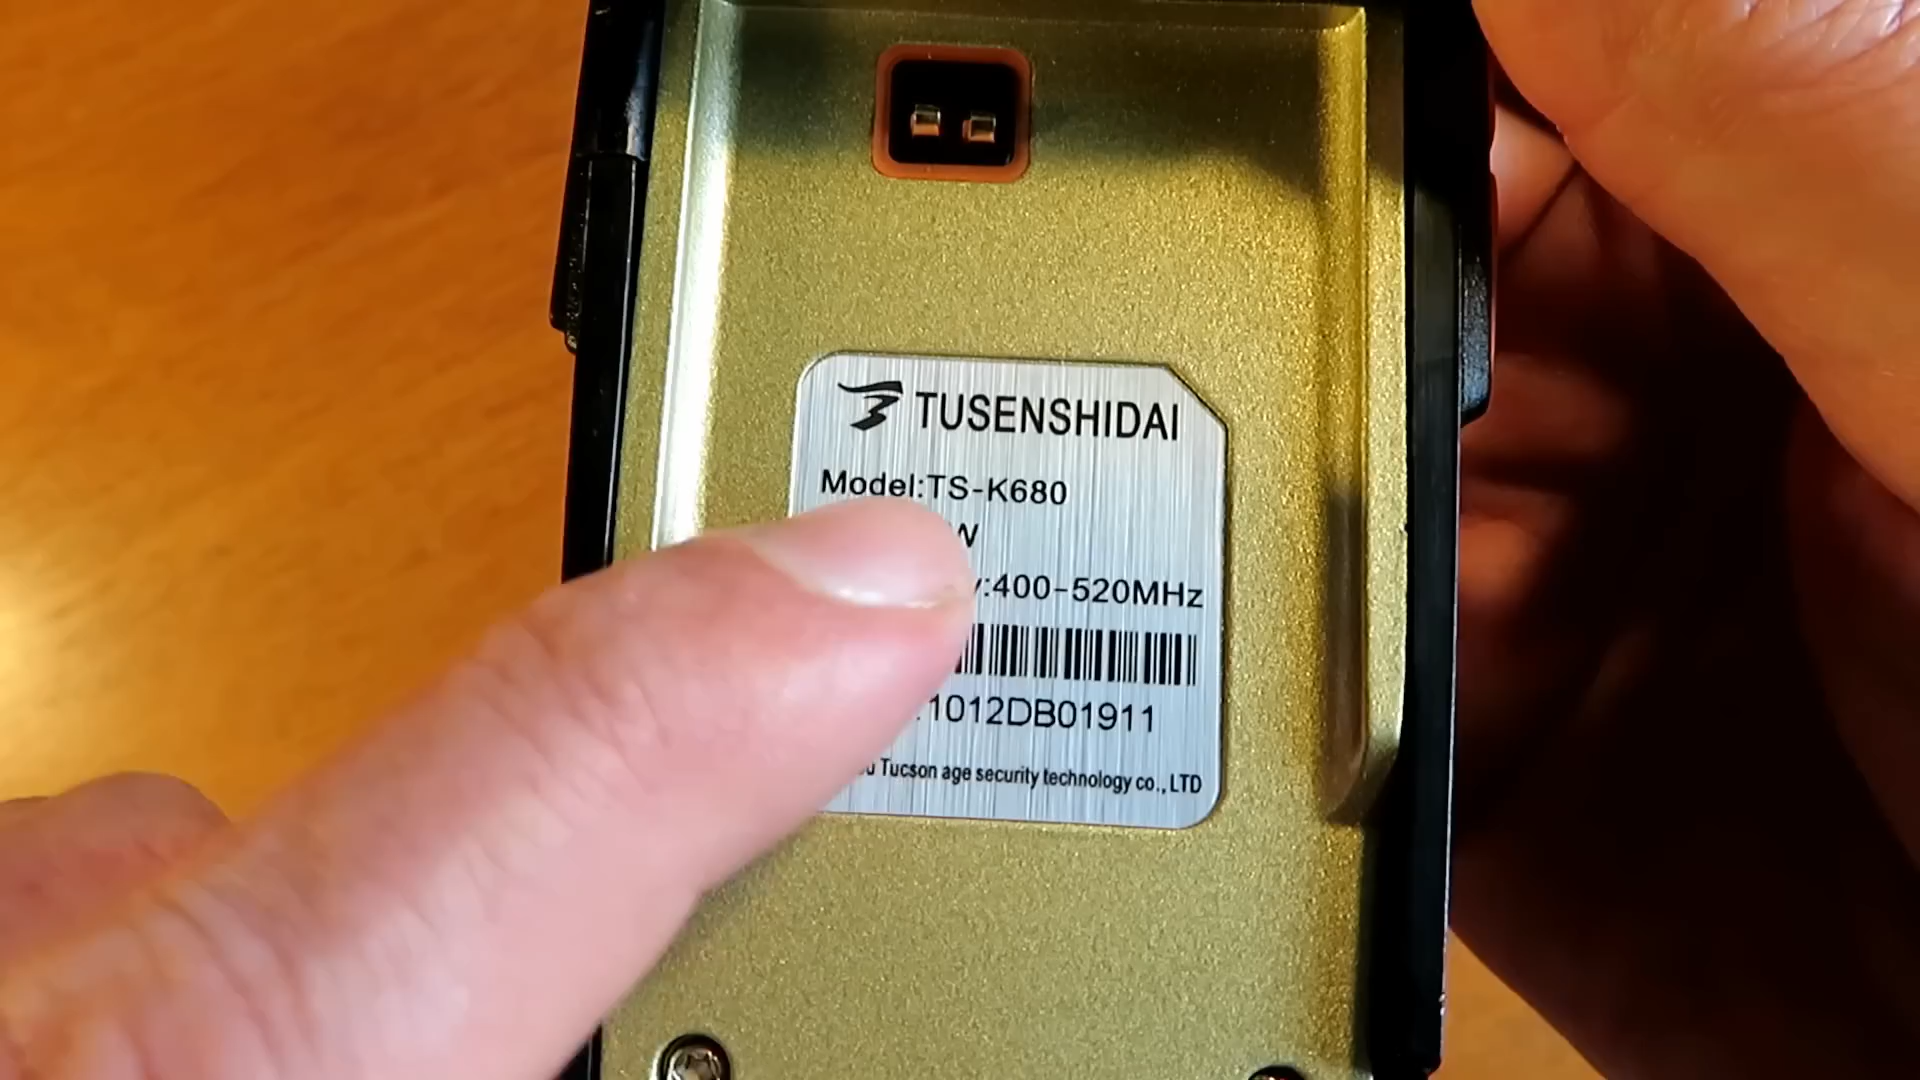 TUSENSHIDAI
Model:TS-K680
W
:400-520MHz
1012DB01911
Tucson age security technology co., LTD